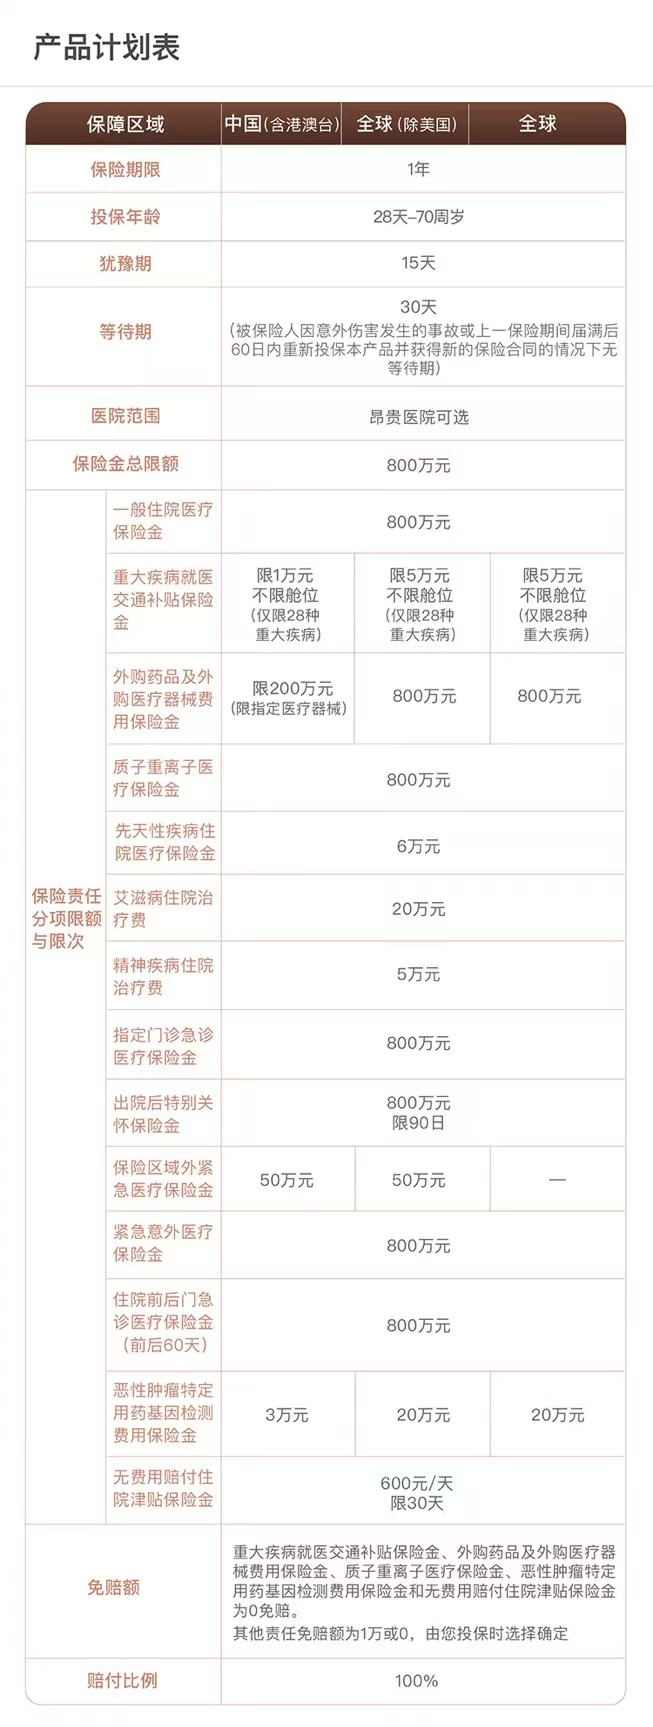 产品计划表
保障区域
中国(含港澳台)
全球(除美国)
全球
保险期限
1年
投保年龄
28天–70周岁
犹豫期
15天
等待期
30天
(被保险人因意外伤害发生的事故或上一保险期间届满后
60日内重新投保本产品并获得新的保险合同的情况下无
等待期)
医院范围
昂贵医院可选
保险金总限额
800万元
保险责任
分项限额
与限次
一般住院医疗
保险金
800万元
重大疾病就医
交通补贴保险
金
限1万元
不限舱位
(仅限28种
重大疾病)
限5万元
不限舱位
(仅限28种
重大疾病)
限5万元
不限舱位
(仅限28种
重大疾病)
外购药品及外
购医疗器械费
用保险金
限200万元
(限指定医疗器械)
800万元
800万元
质子重离子医
疗保险金
800万元
先天性疾病住
院医疗保险金
6万元
艾滋病住院治
疗费
20万元
精神疾病住院
治疗费
5万元
指定门诊急诊
医疗保险金
800万元
出院后特别关
怀保险金
800万元
限90日
保险区域外紧
急医疗保险金
50万元
50万元
—
紧急意外医疗
保险金
800万元
住院前后门急
诊医疗保险金
(前后60天)
800万元
恶性肿瘤特定
用药基因检测
费用保险金
3万元
20万元
20万元
无费用赔付住
院津贴保险金
600元/天
限30天
免赔额
重大疾病就医交通补贴保险金、外购药品及外购医疗器
械费用保险金、质子重离子医疗保险金、恶性肿瘤特定
用药基因检测费用保险金和无费用赔付住院津贴保险金
为0免赔。
其他责任免赔额为1万或0，由您投保时选择确定
赔付比例
100%